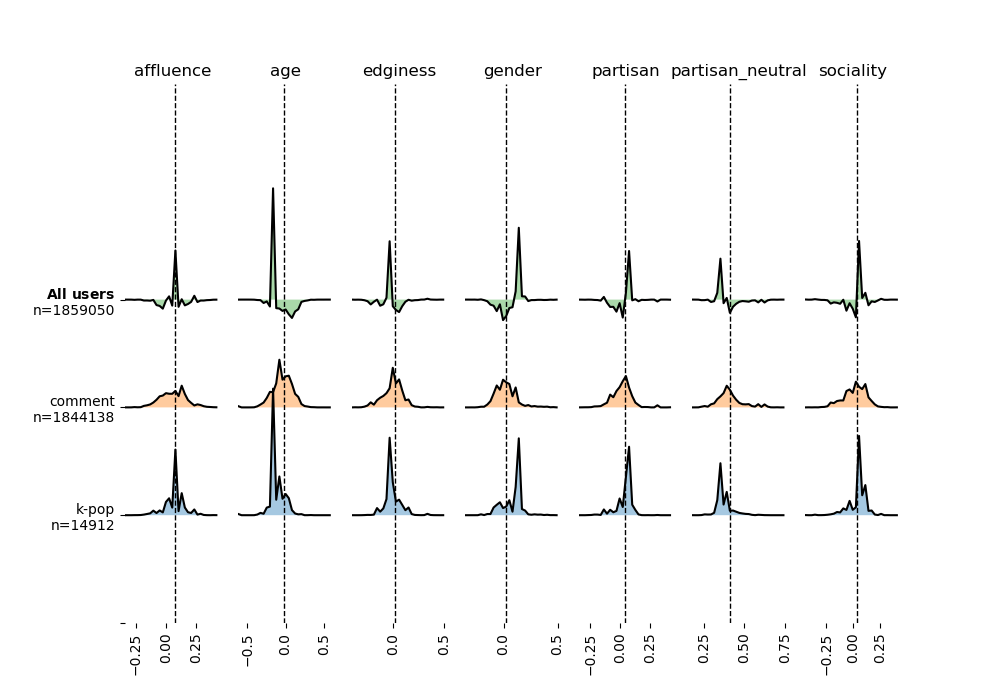 affluence age edginess gender partisan partisan_neutral sociality
All users
n=1859050
comment
n=1844138
k-pop
n=14912
−0.25 0.00 0.25 −0.5 0.0 0.5 0.0 0.5 0.0 0.5 −0.25 0.00 0.25 0.25 0.50 0.75 −0.25 0.00 0.25